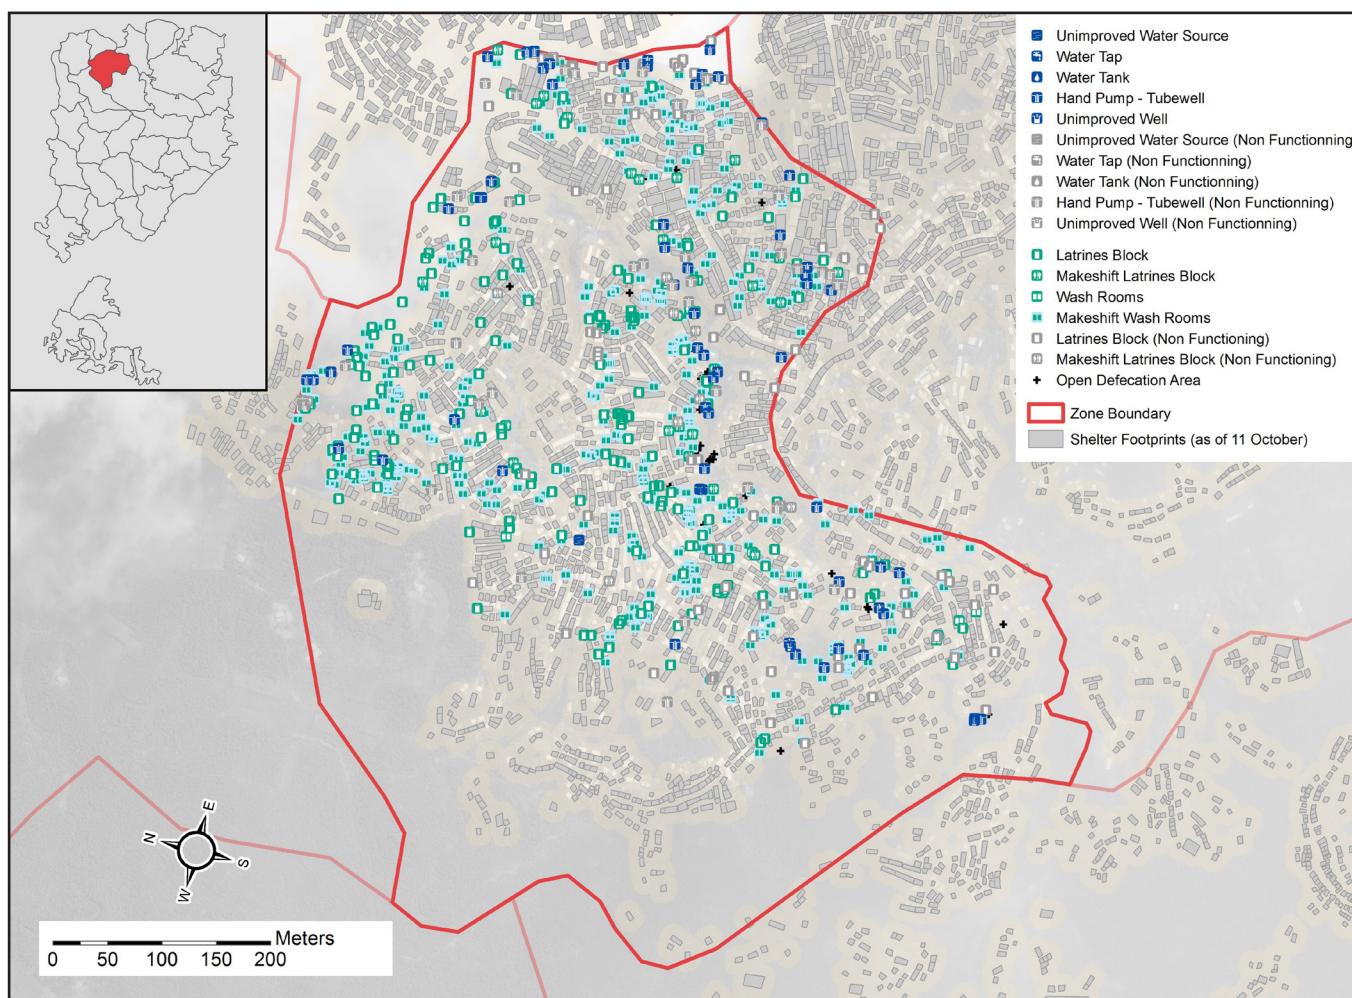 Unimproved Water Source
Water Tap
Water Tank
Hand Pump - Tubewell
Unimproved Well
Unimproved Water Source (Non Functionning)
Water Tap (Non Functionning)
Water Tank (Non Functionning)
Hand Pump - Tubewell (Non Functionning)
Unimproved Well (Non Functionning)
Latrines Block
Makeshift Latrines Block
Wash Rooms
Makeshift Wash Rooms
Latrines Block (Non Functioning)
Makeshift Latrines Block (Non Functioning)
Open Defecation Area
Zone Boundary
Shelter Footprints (as of 11 October)
E
N
S
W
Meters
0 50 100 150 200